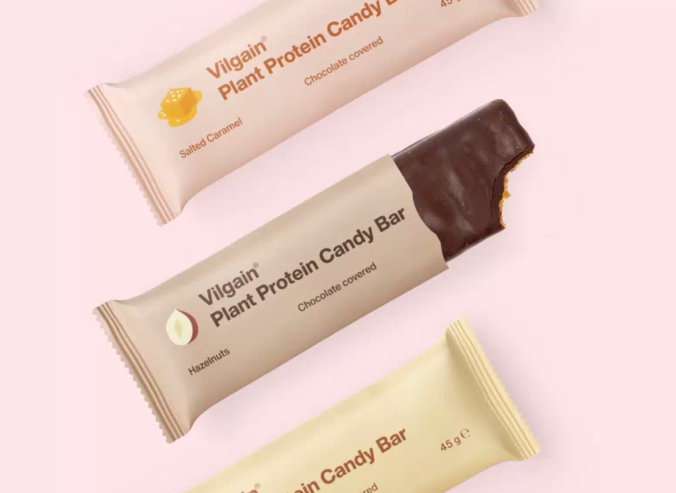 Vilgain®
Plant Protein Candy
Chocolate covered
45 g
Salted Caramel
Vilgain®
Plant Protein Candy Bar
Chocolate covered
Hazelnuts
Candy Bar
45 g ℮